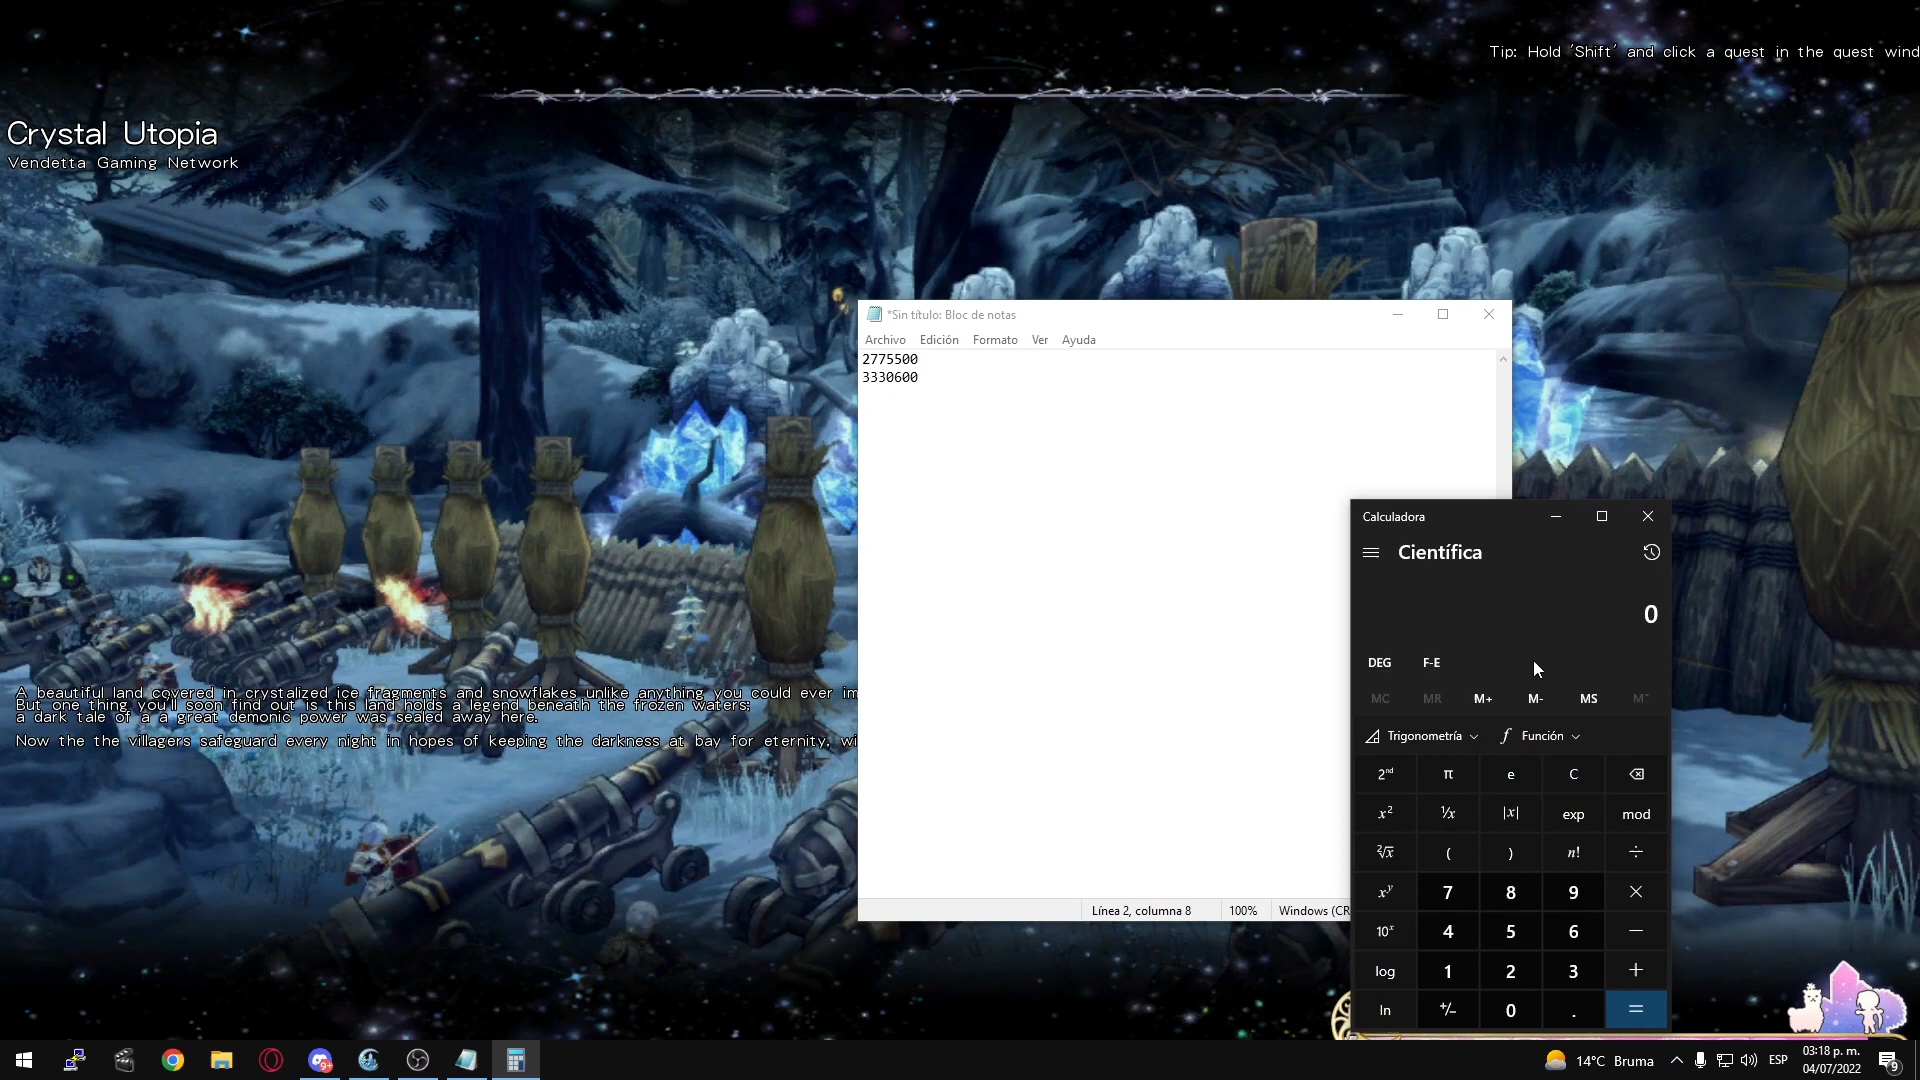 Tip: Hold 'Shift' and click a quest in the quest wind
Crystal Utopia
Vendetta Gaming Network
*Sin título: Bloc de notas
Archivo Edición Formato Ver Ayuda
2775500
3330600
A beautiful land covered in crystalized ice fragments and snowflakes unlike anything you could ever im
But one thing you'll soon find out is this land holds a legend beneath the frozen waters;
a dark tale of a a great demonic power was sealed away here.
Now the the villagers safeguard every night in hopes of keeping the darkness at bay for eternity, wi
Línea 2, columna 8 100% Windows (CR
Calculadora
Científica
0
DEG F-E
MC MR M+ M- MS M˅
Trigonometría Función
2ⁿᵈ π e C
x² ¹/x |x| exp mod
²√x ( ) n! ÷
xʸ 7 8 9 ×
10ˣ 4 5 6 −
log 1 2 3 +
ln +/- 0 . =
9+
14°C Bruma ESP 03:18 p. m.
04/07/2022
9